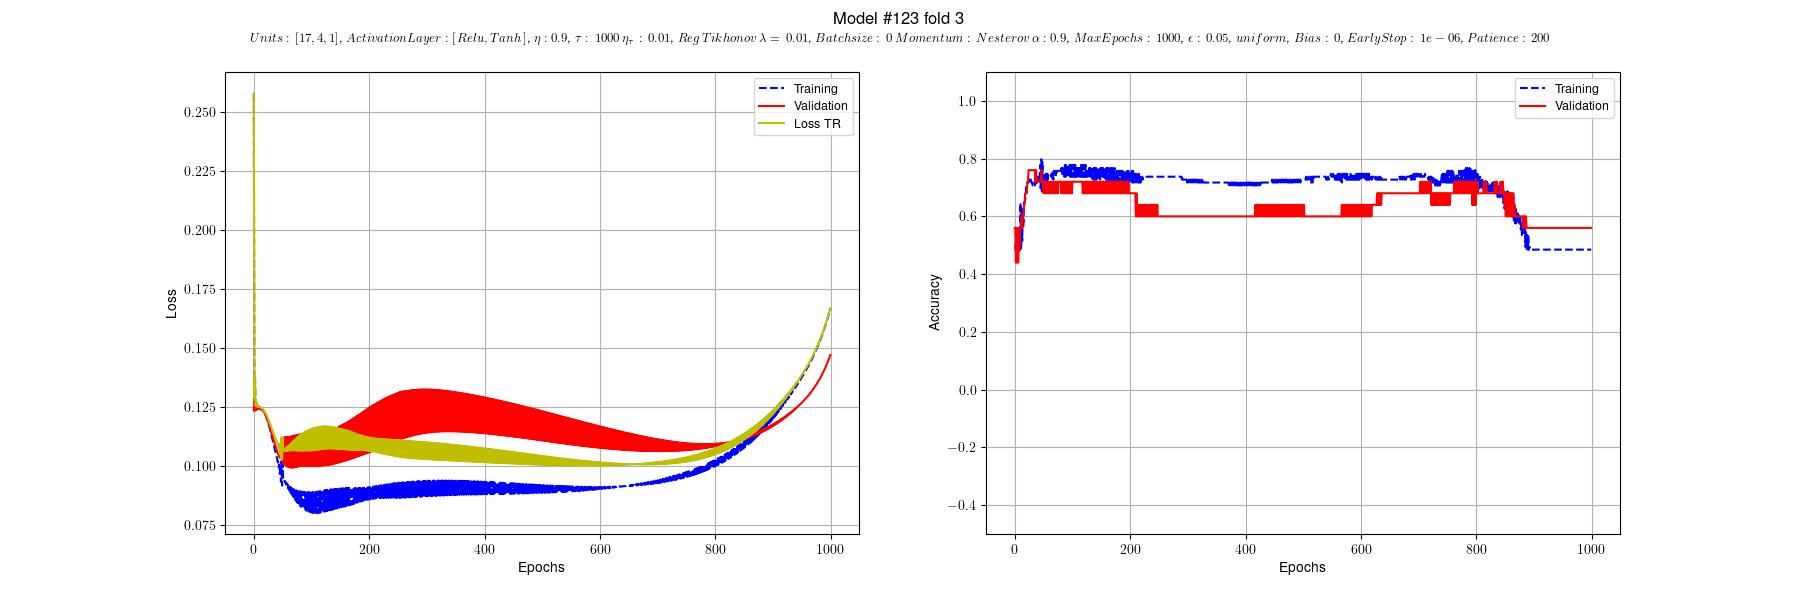 Model #123 fold 3
Units : [17, 4, 1], ActivationLayer : [Relu, Tanh], η : 0.9, τ : 1000 ητ : 0.01, Reg Tikhonov λ = 0.01, Batchsize : 0 Momentum : Nesterov α : 0.9, MaxEpochs : 1000, ϵ : 0.05, uniform, Bias : 0, EarlyStop : 1e − 06, Patience : 200
0.250
0.225
0.200
0.175
0.150
0.125
0.100
0.075
Loss
0
200
400
600
800
1000
Epochs
Training
Validation
Loss TR
1.0
0.8
0.6
0.4
0.2
0.0
−0.2
−0.4
Accuracy
0
200
400
600
800
1000
Epochs
Training
Validation